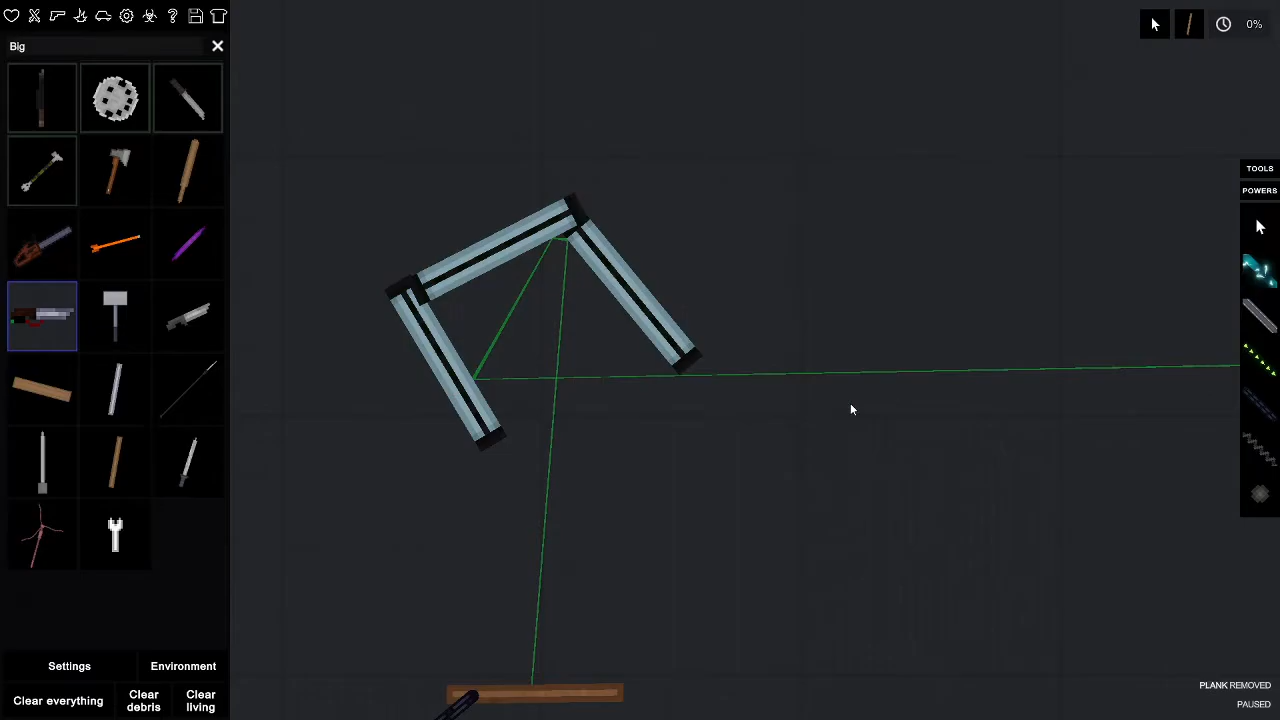 0%
Big
TOOLS
POWERS
Settings
Environment
Clear everything
Clear debris
Clear living
PLANK REMOVED
PAUSED